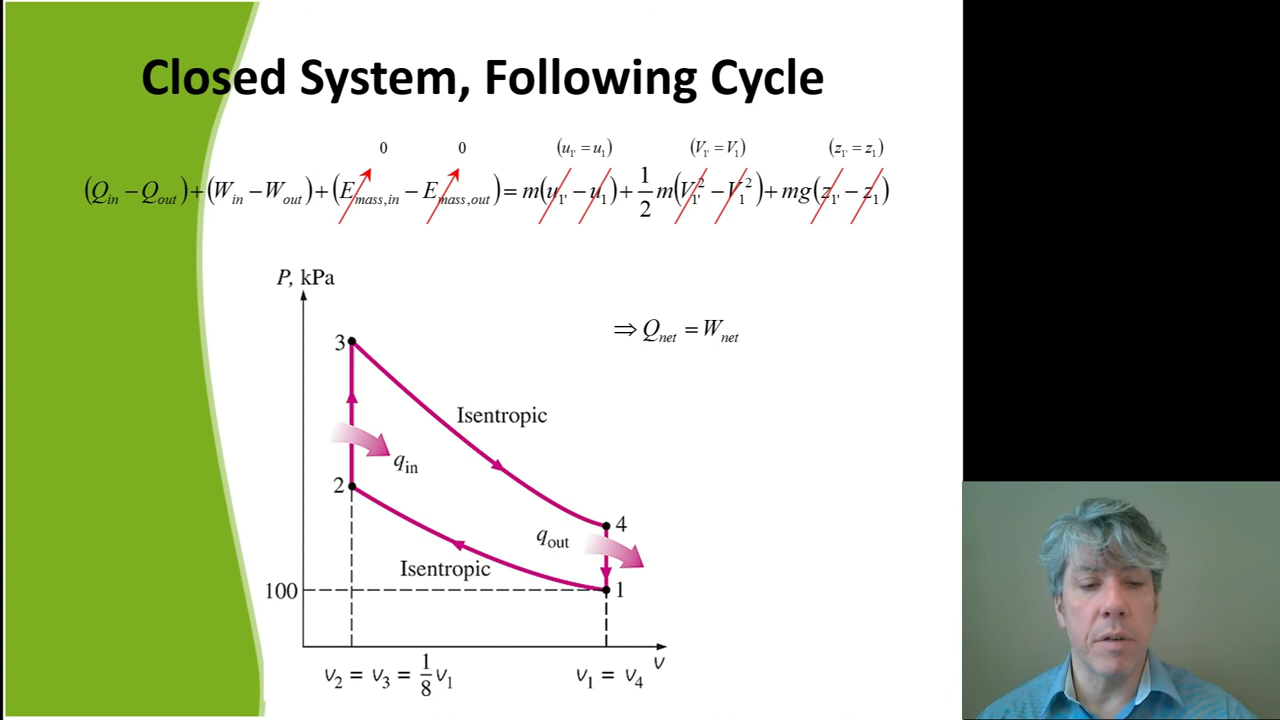 Closed System, Following Cycle
0 0 (u₁' = u₁) (V₁' = V₁) (z₁' = z₁)
(Q_in − Q_out) + (W_in − W_out) + (E_mass,in − E_mass,out) = m(u₁' − u₁) + 1/2 m(V₁'² − V₁²) + mg(z₁' − z₁)
P, kPa
⇒ Q_net = W_net
3
Isentropic
q_in
2
4
q_out
Isentropic
100
1
v
v₂ = v₃ = 1/8 v₁
v₁ = v₄